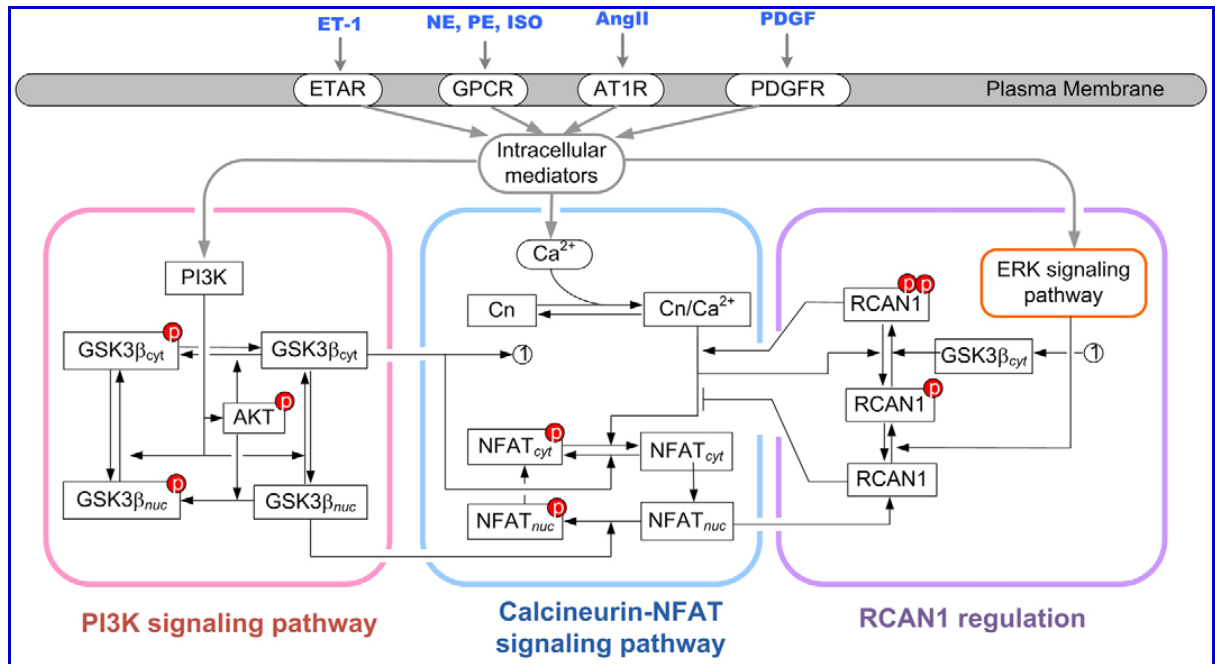 ET-1
NE, PE, ISO
AngII
PDGF
ETAR
GPCR
AT1R
PDGFR
Plasma Membrane
Intracellular
mediators
PI3K
GSK3βcyt
p
GSK3βcyt
AKT
p
GSK3βnuc
p
GSK3βnuc
PI3K signaling pathway
Ca2+
Cn
Cn/Ca2+
1
NFATcyt
p
NFATcyt
NFATnuc
p
NFATnuc
Calcineurin-NFAT
signaling pathway
ERK signaling
pathway
RCAN1
p p
GSK3βcyt
1
RCAN1
p
RCAN1
RCAN1 regulation